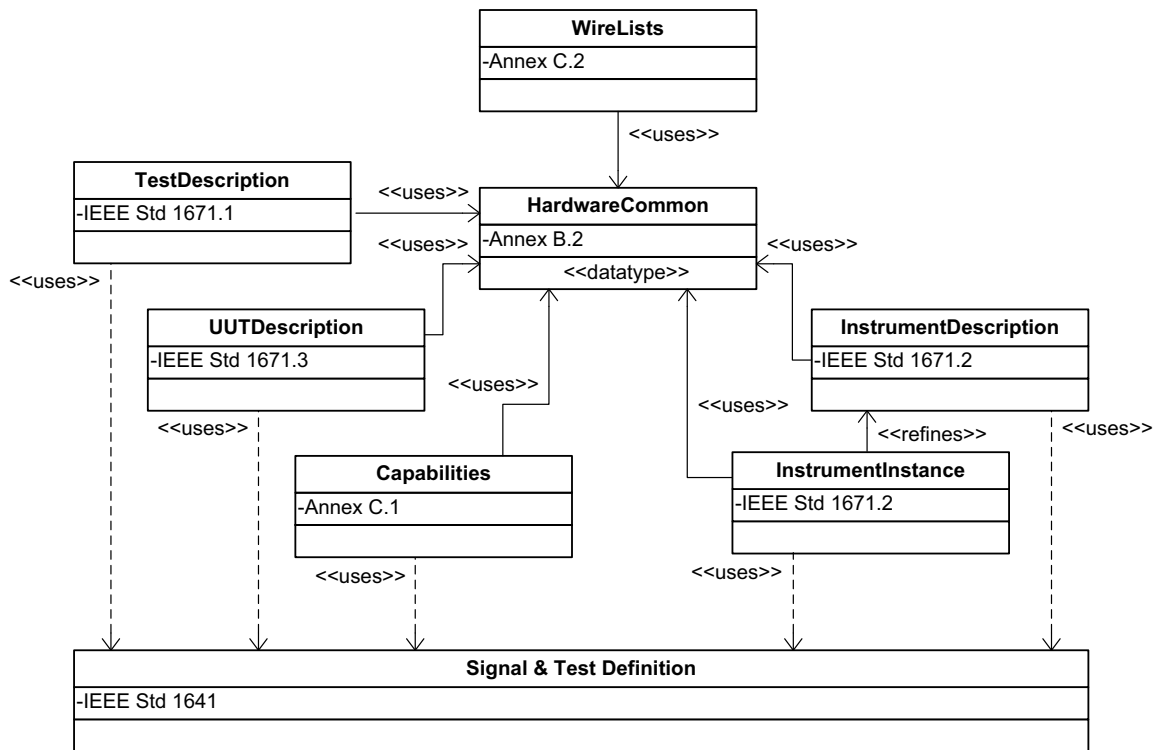 WireLists
-Annex C.2
<<uses>>
TestDescription
-IEEE Std 1671.1
<<uses>>
HardwareCommon
-Annex B.2
<<datatype>>
<<uses>>
<<uses>>
<<uses>>
UUTDescription
-IEEE Std 1671.3
InstrumentDescription
-IEEE Std 1671.2
<<uses>>
<<uses>>
<<uses>>
<<refines>>
<<uses>>
Capabilities
-Annex C.1
InstrumentInstance
-IEEE Std 1671.2
<<uses>>
<<uses>>
Signal & Test Definition
-IEEE Std 1641